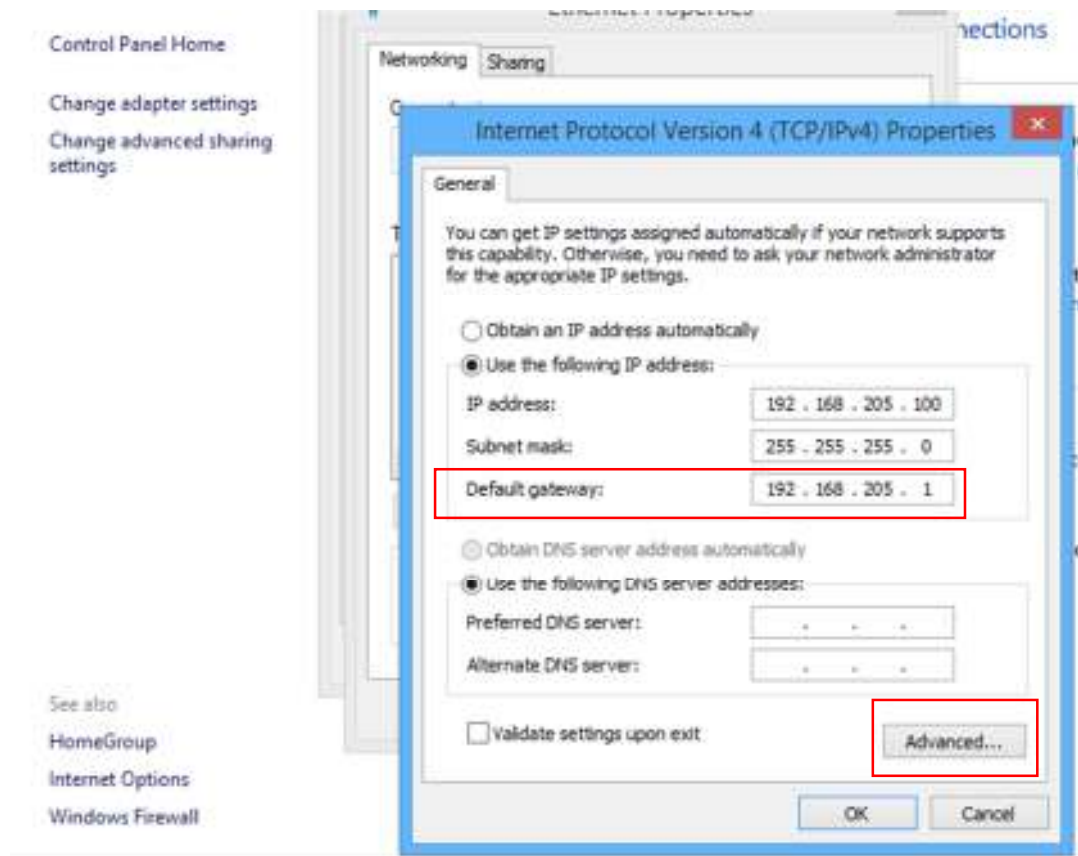 Control Panel Home
Change adapter settings
Change advanced sharing
settings
See also
HomeGroup
Internet Options
Windows Firewall
nections
Networking
Sharing
Internet Protocol Version 4 (TCP/IPv4) Properties
General
You can get IP settings assigned automatically if your network supports
this capability. Otherwise, you need to ask your network administrator
for the appropriate IP settings.
Obtain an IP address automatically
Use the following IP address:
IP address: 192 . 168 . 205 . 100
Subnet mask: 255 . 255 . 255 . 0
Default gateway: 192 . 168 . 205 . 1
Obtain DNS server address automatically
Use the following DNS server addresses:
Preferred DNS server: . . .
Alternate DNS server: . . .
Validate settings upon exit
Advanced...
OK Cancel